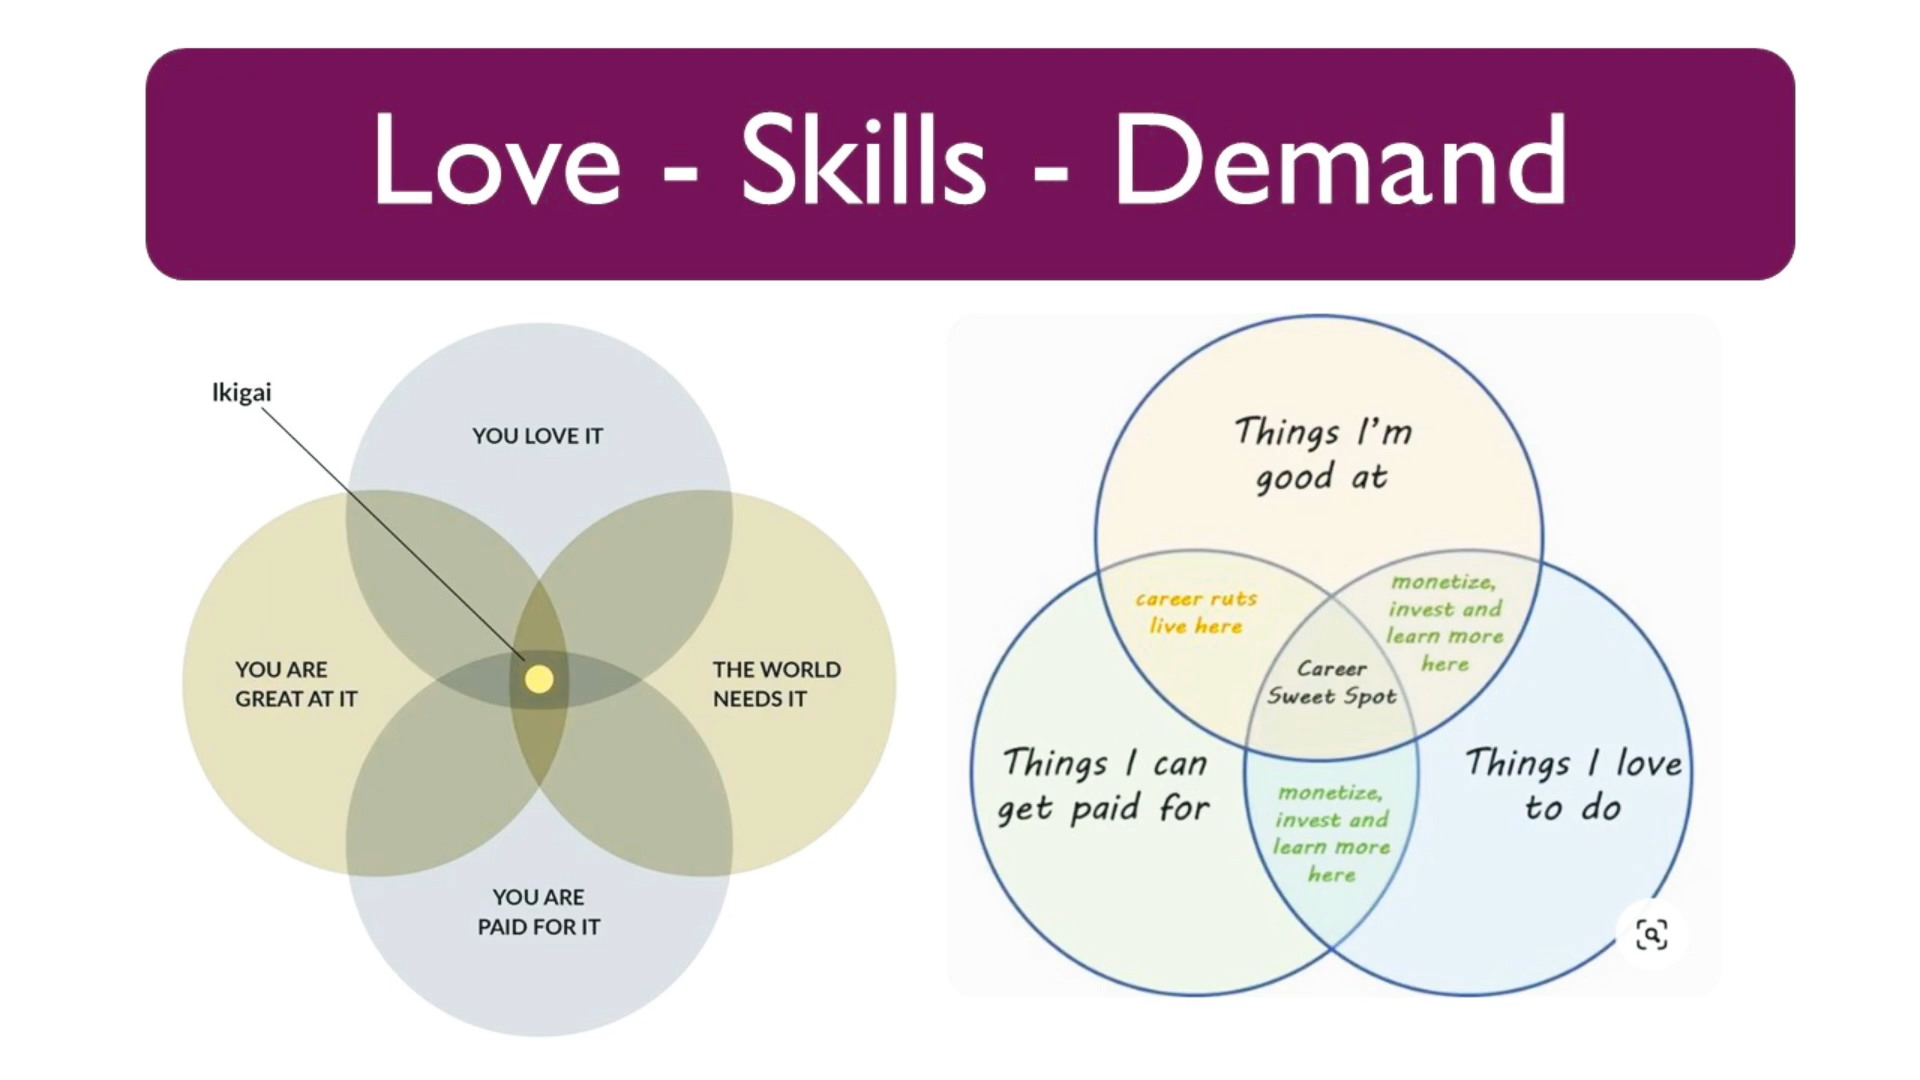 Love - Skills - Demand
Ikigai
YOU LOVE IT
YOU ARE
GREAT AT IT
THE WORLD
NEEDS IT
YOU ARE
PAID FOR IT
Things I'm
good at
career ruts
live here
monetize,
invest and
learn more
here
Career
Sweet Spot
Things I can
get paid for
Things I love
to do
monetize,
invest and
learn more
here